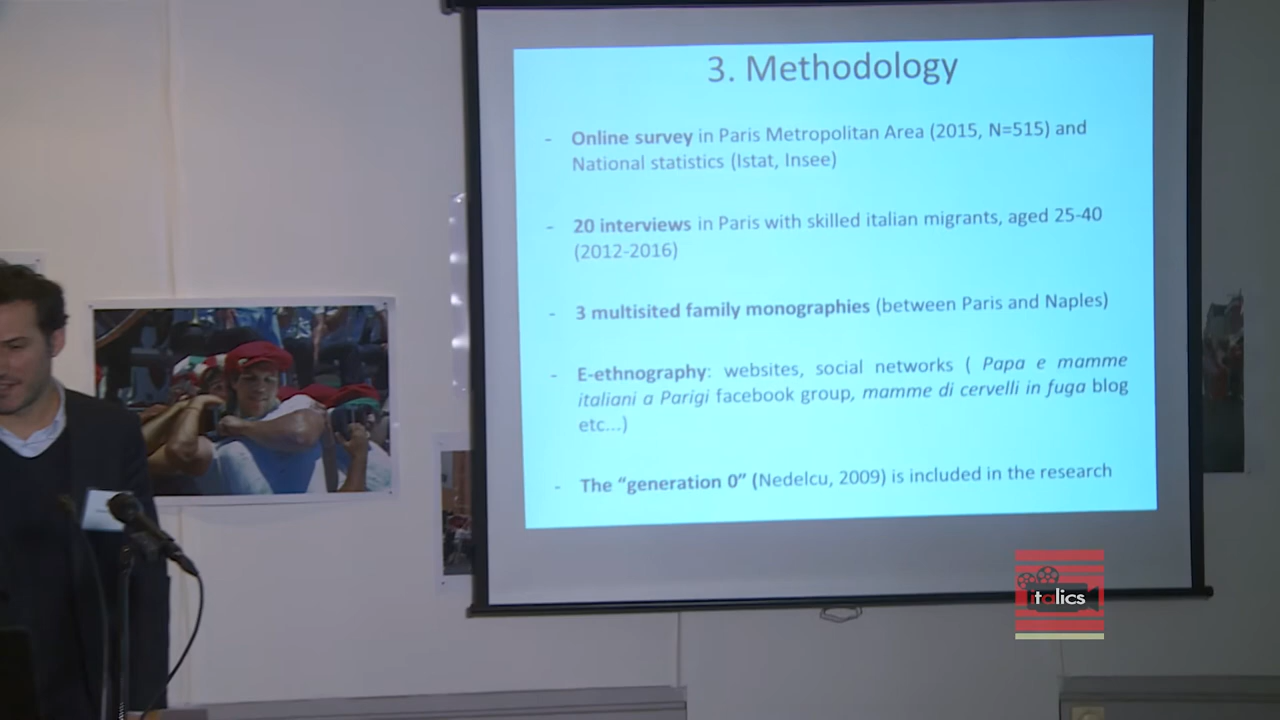 3. Methodology
- Online survey in Paris Metropolitan Area (2015, N=515) and
National statistics (Istat, Insee)
- 20 interviews in Paris with skilled italian migrants, aged 25-40
(2012-2016)
- 3 multisited family monographies (between Paris and Naples)
- E-ethnography: websites, social networks ( Papa e mamme
italiani a Parigi facebook group, mamme di cervelli in fuga blog
etc...)
- The “generation 0” (Nedelcu, 2009) is included in the research
italics